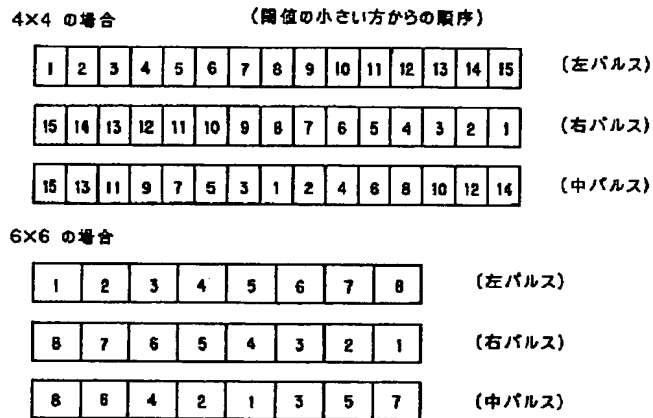 4×4 の場合 (閾値の小さい方からの順序)
1 2 3 4 5 6 7 8 9 10 11 12 13 14 15 (左パルス)
15 14 13 12 11 10 9 8 7 6 5 4 3 2 1 (右パルス)
15 13 11 9 7 5 3 1 2 4 6 8 10 12 14 (中パルス)
6×6 の場合
1 2 3 4 5 6 7 8 (左パルス)
8 7 6 5 4 3 2 1 (右パルス)
8 6 4 2 1 3 5 7 (中パルス)